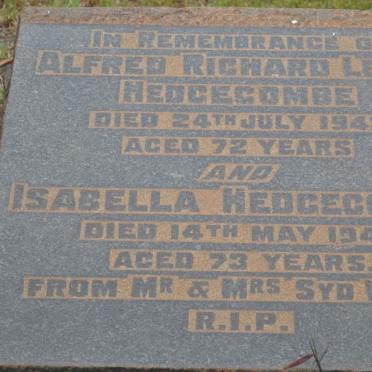 IN REMEMBRANCE
ALFRED RICHARD
HEDGECOMBE
DIED 24TH JULY
AGED 72 YEARS
AND
ISABELLA
DIED 14TH MAY
AGED 73 YEARS.
FROM MR & MRS SYD
R.I.P.